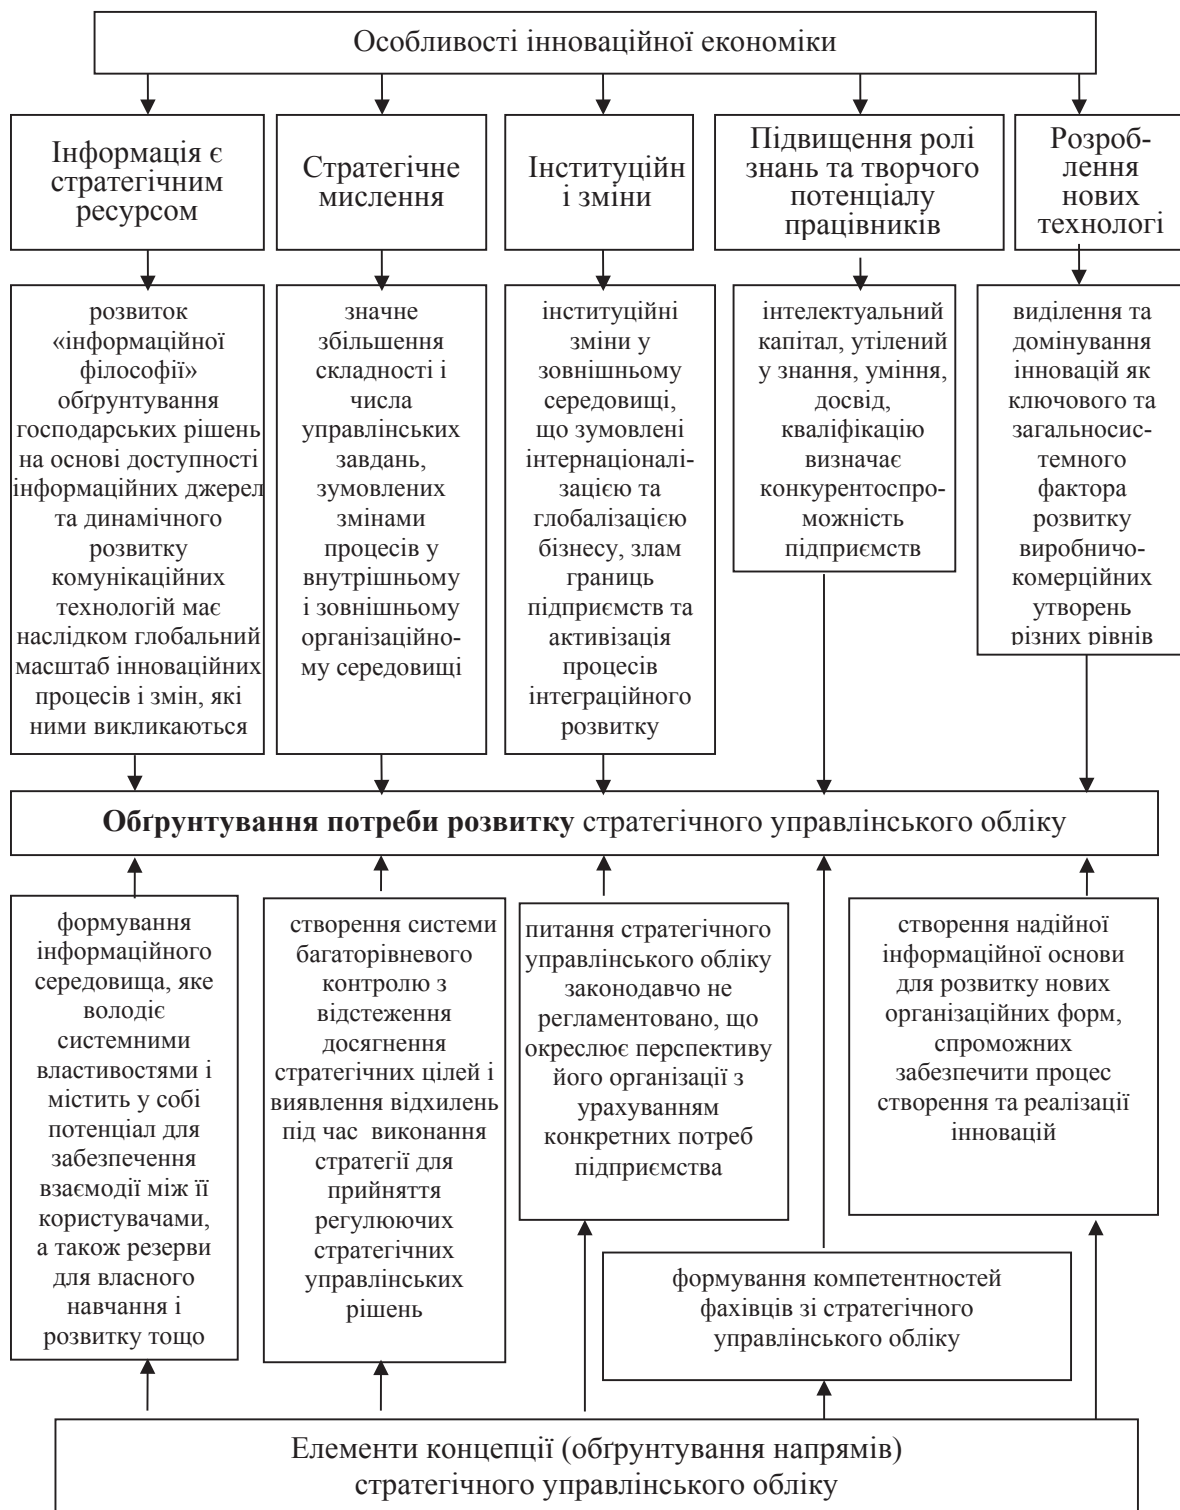 Особливості інноваційної економіки
Інформація є
стратегічним
ресурсом
Стратегічне
мислення
Інституційн
і зміни
Підвищення ролі
знань та творчого
потенціалу
працівників
Розроб-
лення
нових
технологі
розвиток
«інформаційної
філософії»
обґрунтування
господарських рішень
на основі доступності
інформаційних джерел
та динамічного
розвитку
комунікаційних
технологій має
наслідком глобальний
масштаб інноваційних
процесів і змін, які
ними викликаються
значне
збільшення
складності і
числа
управлінських
завдань,
зумовлених
змінами
процесів у
внутрішньому
і зовнішньому
організаційно-
му середовищі
інституційні
зміни у
зовнішньому
середовищі,
що зумовлені
інтернаціоналі-
зацією та
глобалізацією
бізнесу, злам
границь
підприємств та
активізація
процесів
інтеграційного
розвитку
інтелектуальний
капітал, утілений
у знання, уміння,
досвід,
кваліфікацію
визначає
конкурентоспро-
можність
підприємств
виділення та
домінування
інновацій як
ключового та
загальносис-
темного
фактора
розвитку
виробничо-
комерційних
утворень
різних рівнів
Обґрунтування потреби розвитку стратегічного управлінського обліку
формування
інформаційного
середовища, яке
володіє
системними
властивостями і
містить у собі
потенціал для
забезпечення
взаємодії між її
користувачами,
а також резерви
для власного
навчання і
розвитку тощо
створення системи
багаторівневого
контролю з
відстеження
досягнення
стратегічних цілей і
виявлення відхилень
під час виконання
стратегії для
прийняття
регулюючих
стратегічних
управлінських
рішень
питання стратегічного
управлінського обліку
законодавчо не
регламентовано, що
окреслює перспективу
його організації з
урахуванням
конкретних потреб
підприємства
створення надійної
інформаційної основи
для розвитку нових
організаційних форм,
спроможних
забезпечити процес
створення та реалізації
інновацій
формування компетентностей
фахівців зі стратегічного
управлінського обліку
Елементи концепції (обґрунтування напрямів)
стратегічного управлінського обліку